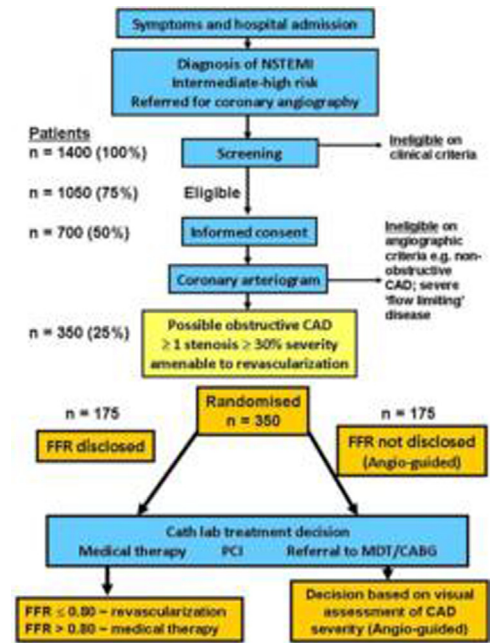 Symptoms and hospital admission
Diagnosis of NSTEMI
Intermediate-high risk
Referred for coronary angiography
Patients
n = 1400 (100%)
Screening
Ineligible on
clinical criteria
n = 1050 (75%)
Eligible
n = 700 (50%)
Informed consent
Ineligible on
angiographic
criteria e.g. non-
obstructive
CAD; severe
'flow limiting'
disease
Coronary arteriogram
n = 350 (25%)
Possible obstructive CAD
≥ 1 stenosis ≥ 30% severity
amenable to revascularization
Randomised
n = 350
n = 175
FFR disclosed
n = 175
FFR not disclosed
(Angio-guided)
Cath lab treatment decision
Medical therapy PCI Referral to MDT/CABG
FFR ≤ 0.80 – revascularization
FFR > 0.80 – medical therapy
Decision based on visual
assessment of CAD
severity (Angio-guided)